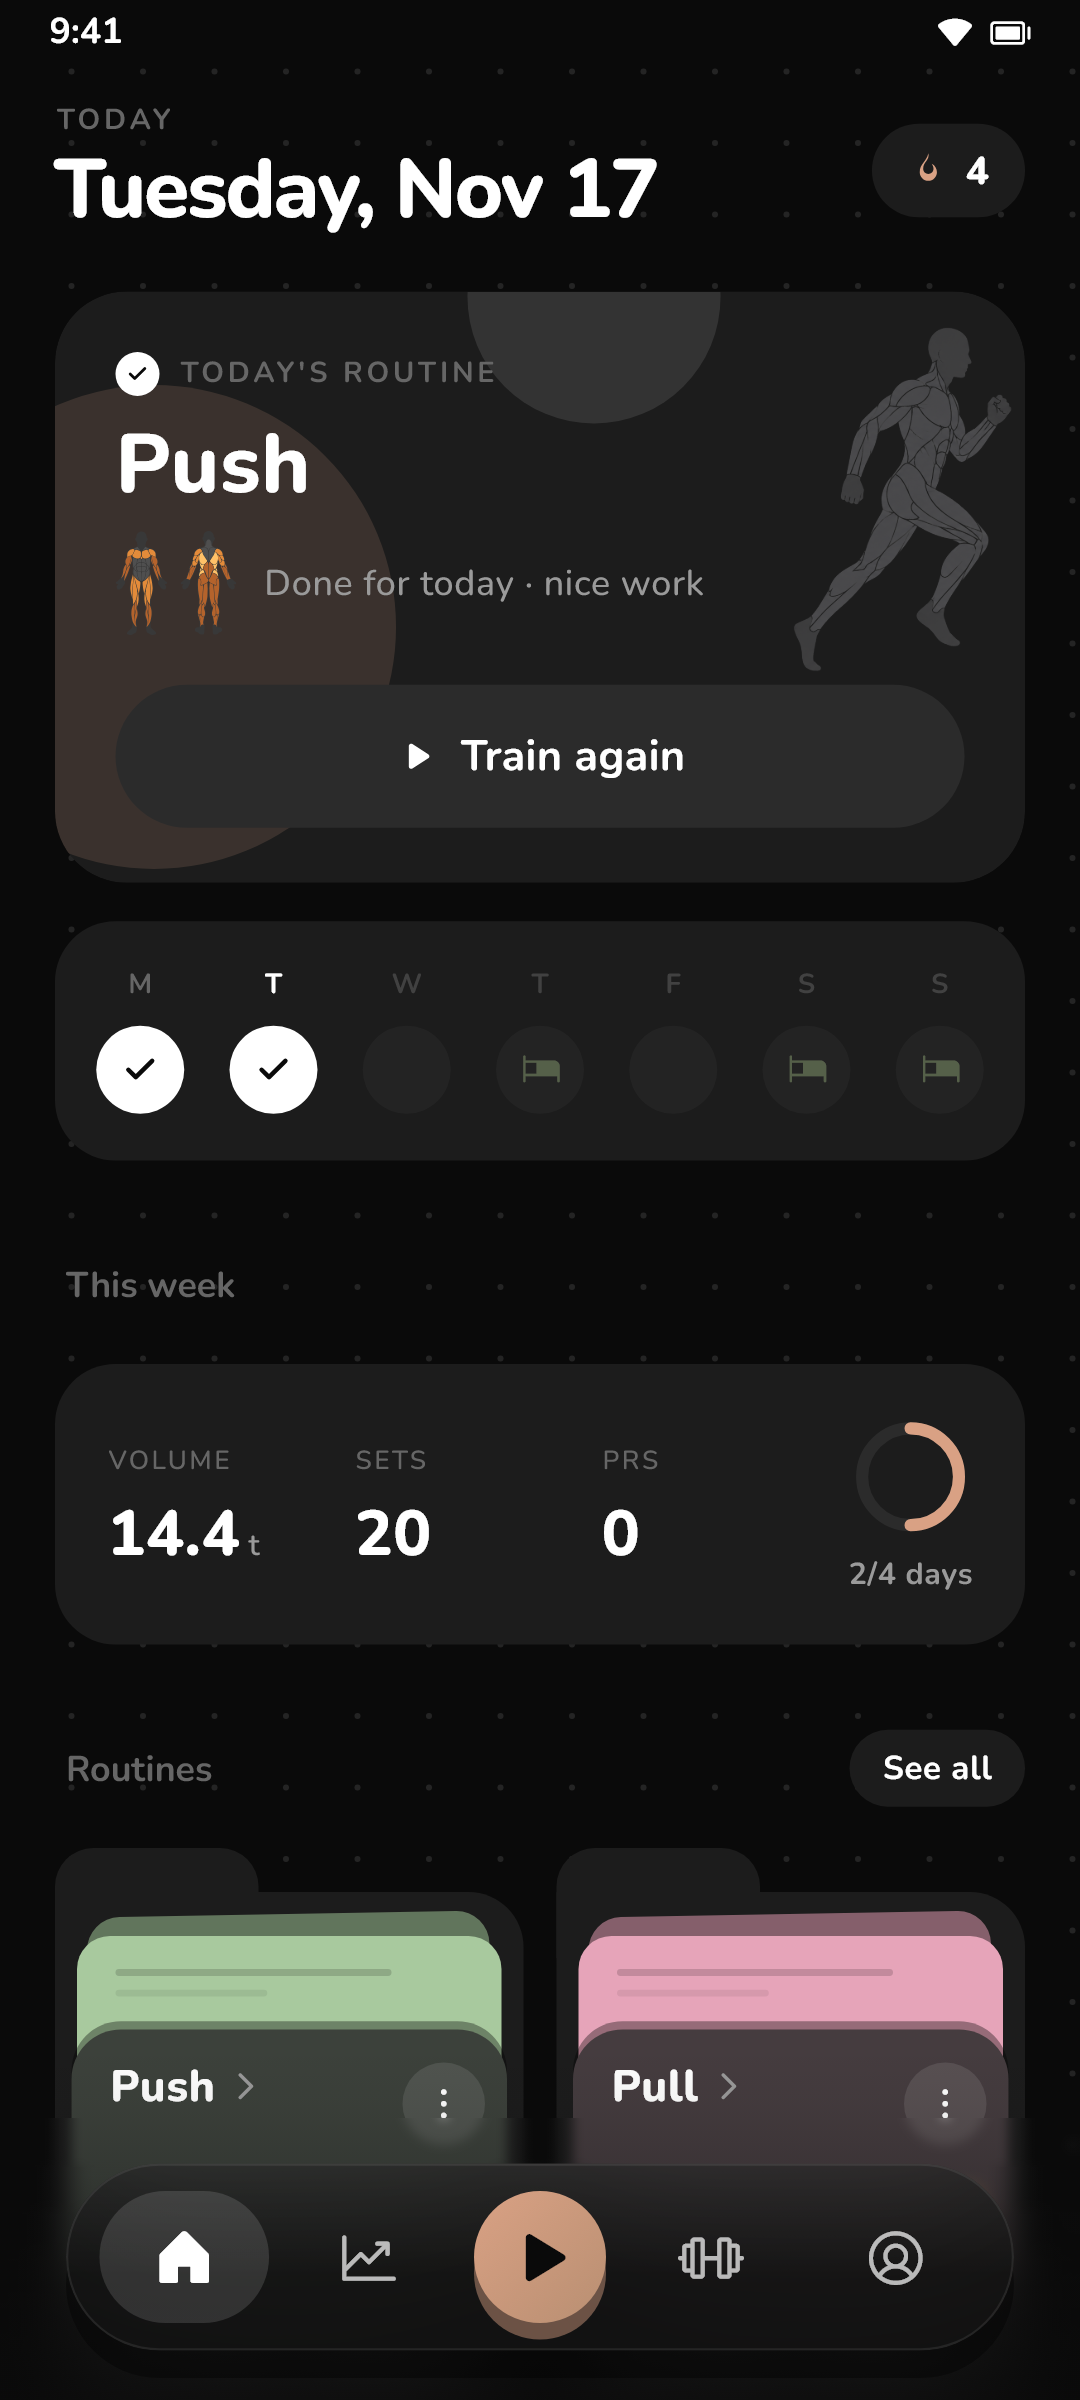 9:41
TODAY
Tuesday, Nov 17
4
TODAY'S ROUTINE
Push
Done for today · nice work
Train again
M T W T F S S
This week
VOLUME SETS PRS
14.4 t 20 0
2/4 days
Routines
See all
Push
Pull